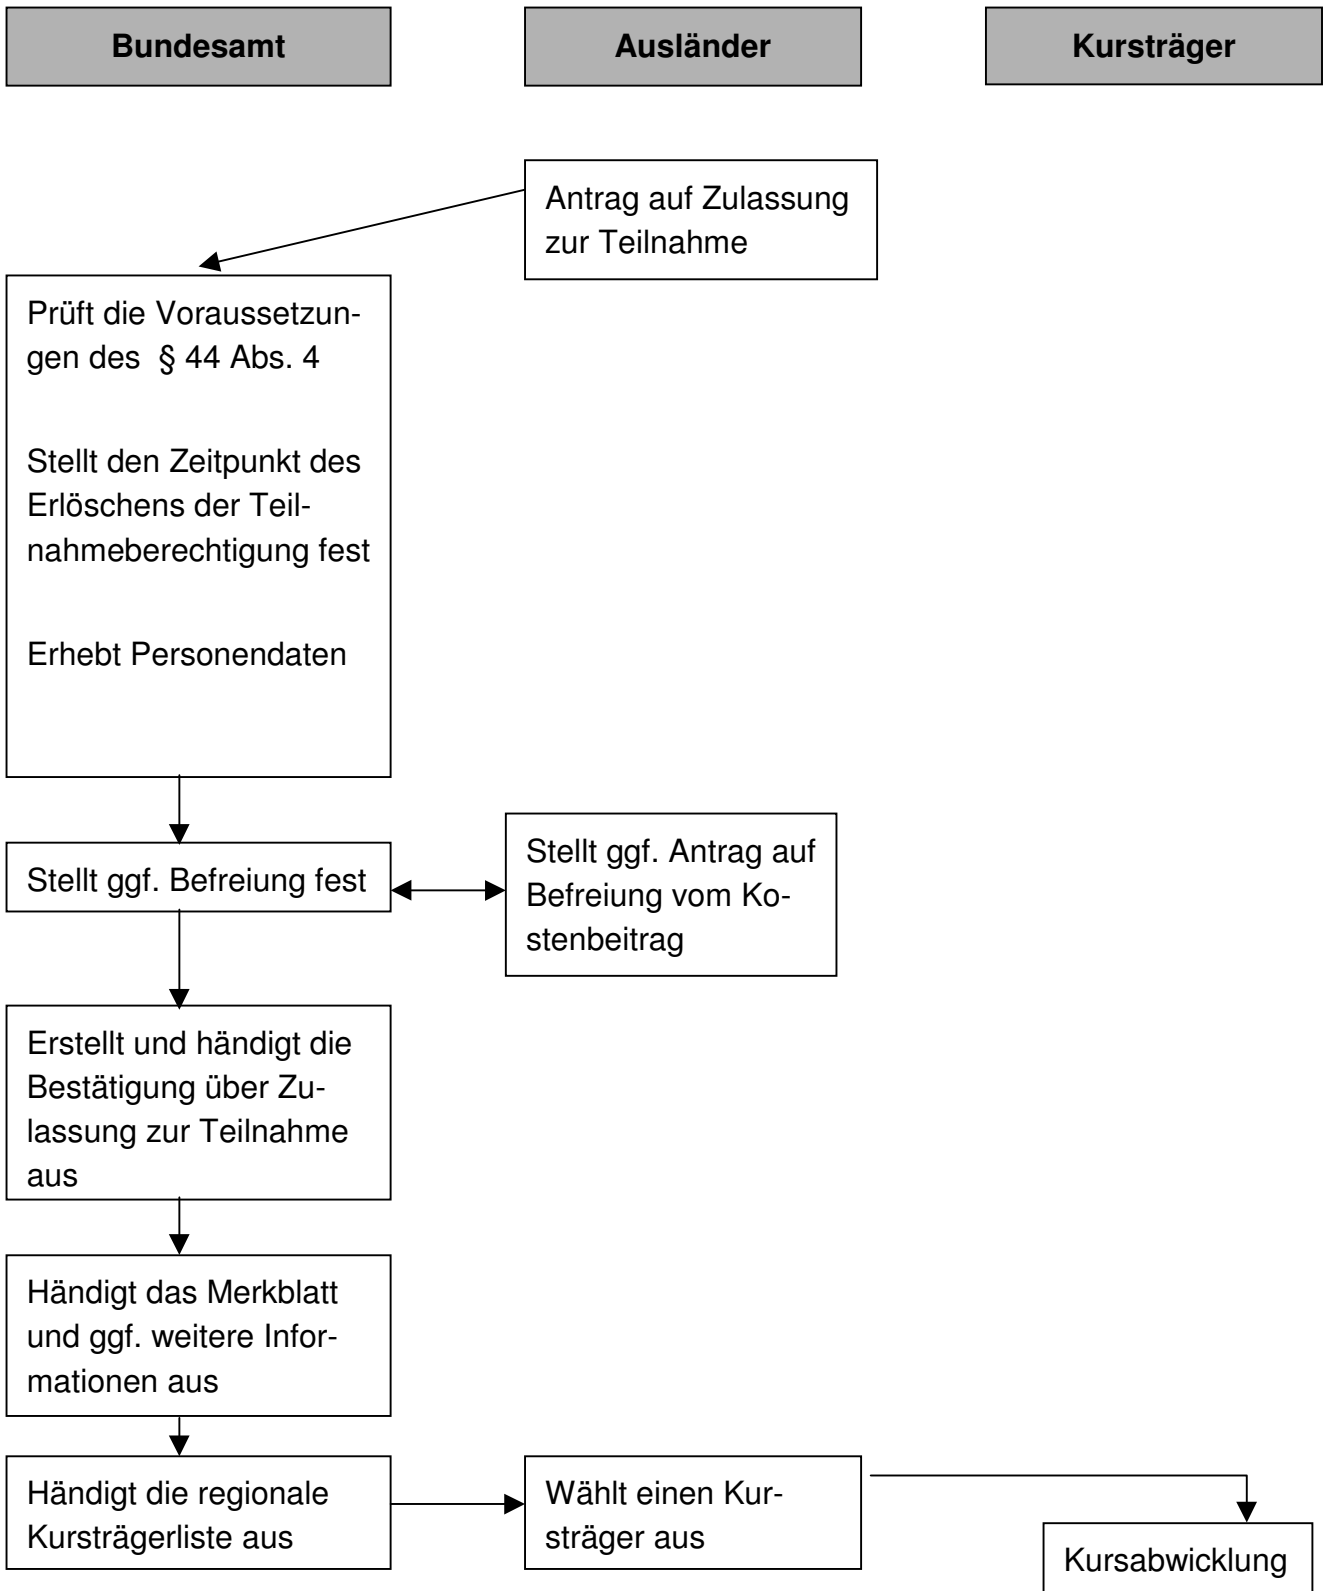 Bundesamt
Ausländer
Kursträger
Antrag auf Zulassung
zur Teilnahme
Prüft die Voraussetzun-
gen des  § 44 Abs. 4
Stellt den Zeitpunkt des
Erlöschens der Teil-
nahmeberechtigung fest
Erhebt Personendaten
Stellt ggf. Befreiung fest
Stellt ggf. Antrag auf
Befreiung vom Ko-
stenbeitrag
Erstellt und händigt die
Bestätigung über Zu-
lassung zur Teilnahme
aus
Händigt das Merkblatt
und ggf. weitere Infor-
mationen aus
Händigt die regionale
Kursträgerliste aus
Wählt einen Kur-
sträger aus
Kursabwicklung